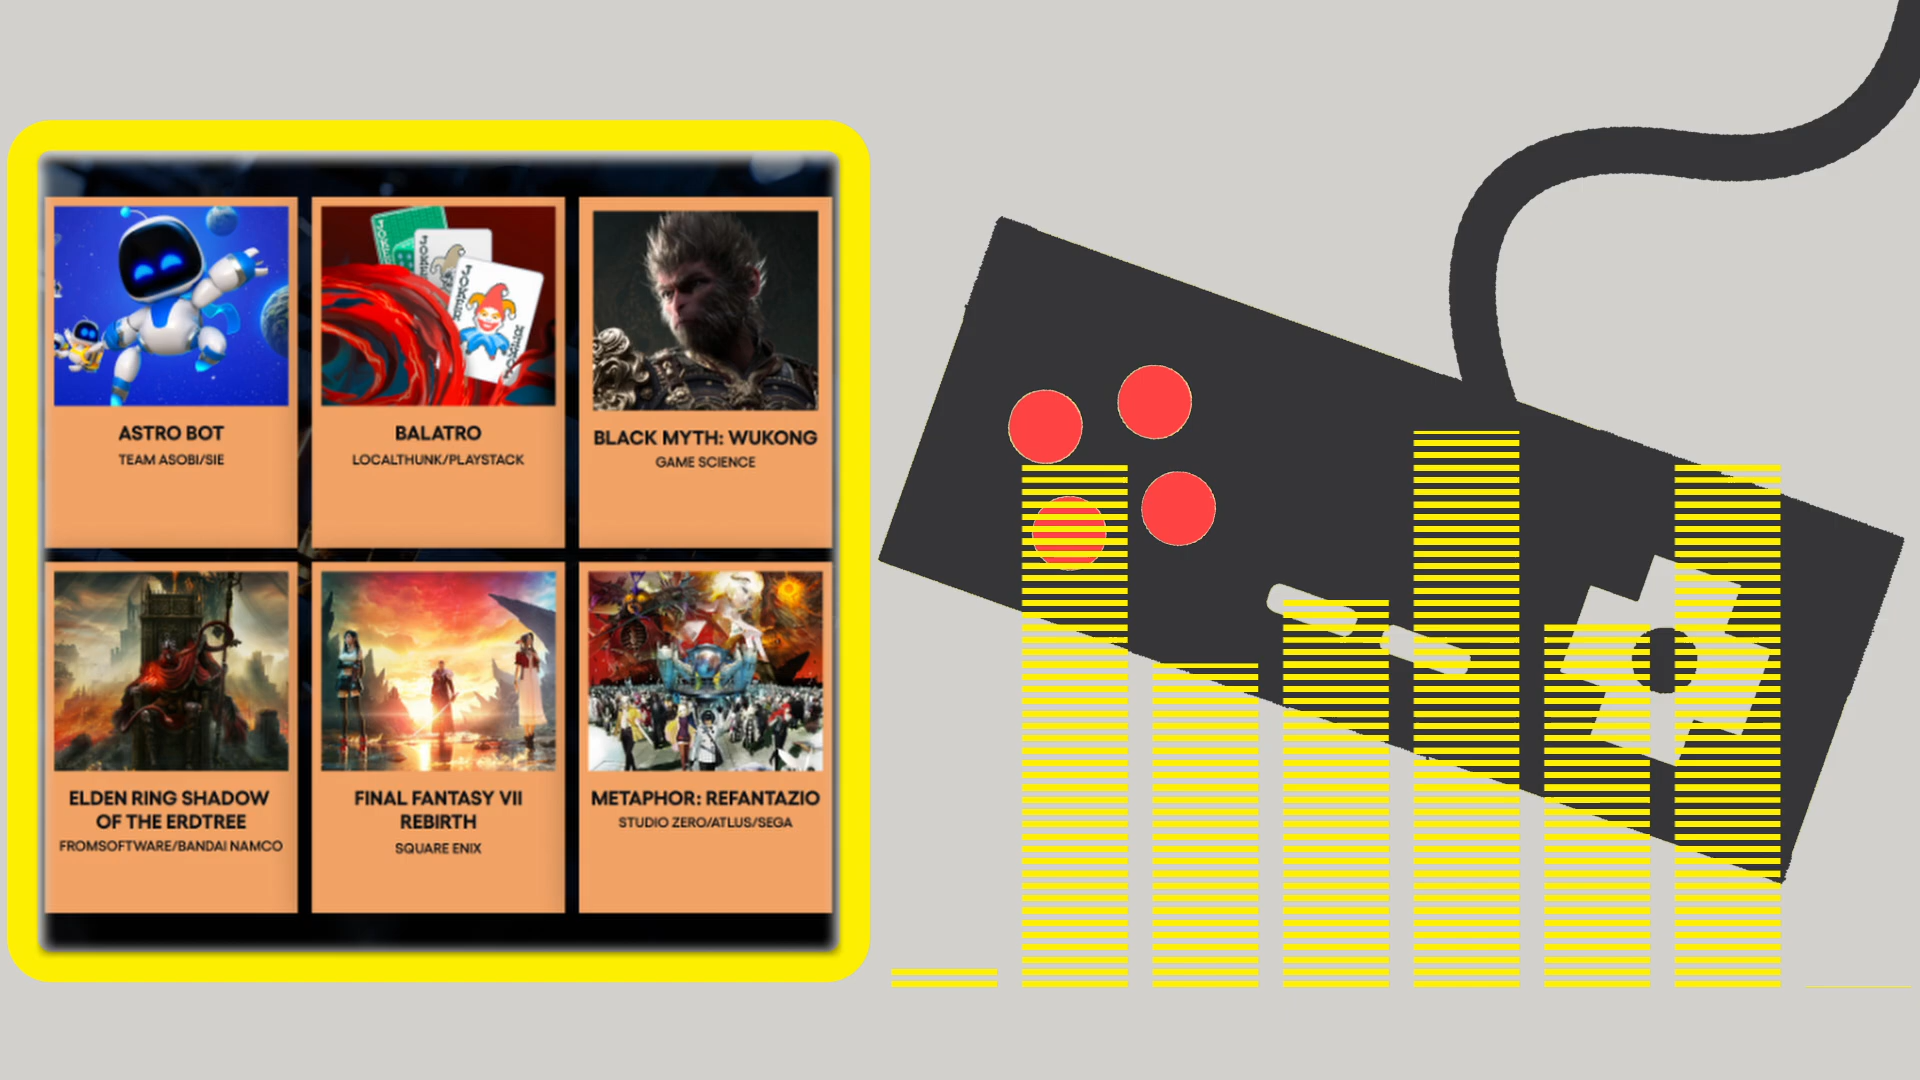 ASTRO BOT
TEAM ASOBI/SIE
BALATRO
LOCALTHUNK/PLAYSTACK
BLACK MYTH: WUKONG
GAME SCIENCE
ELDEN RING SHADOW
OF THE ERDTREE
FROMSOFTWARE/BANDAI NAMCO
FINAL FANTASY VII
REBIRTH
SQUARE ENIX
METAPHOR: REFANTAZIO
STUDIO ZERO/ATLUS/SEGA